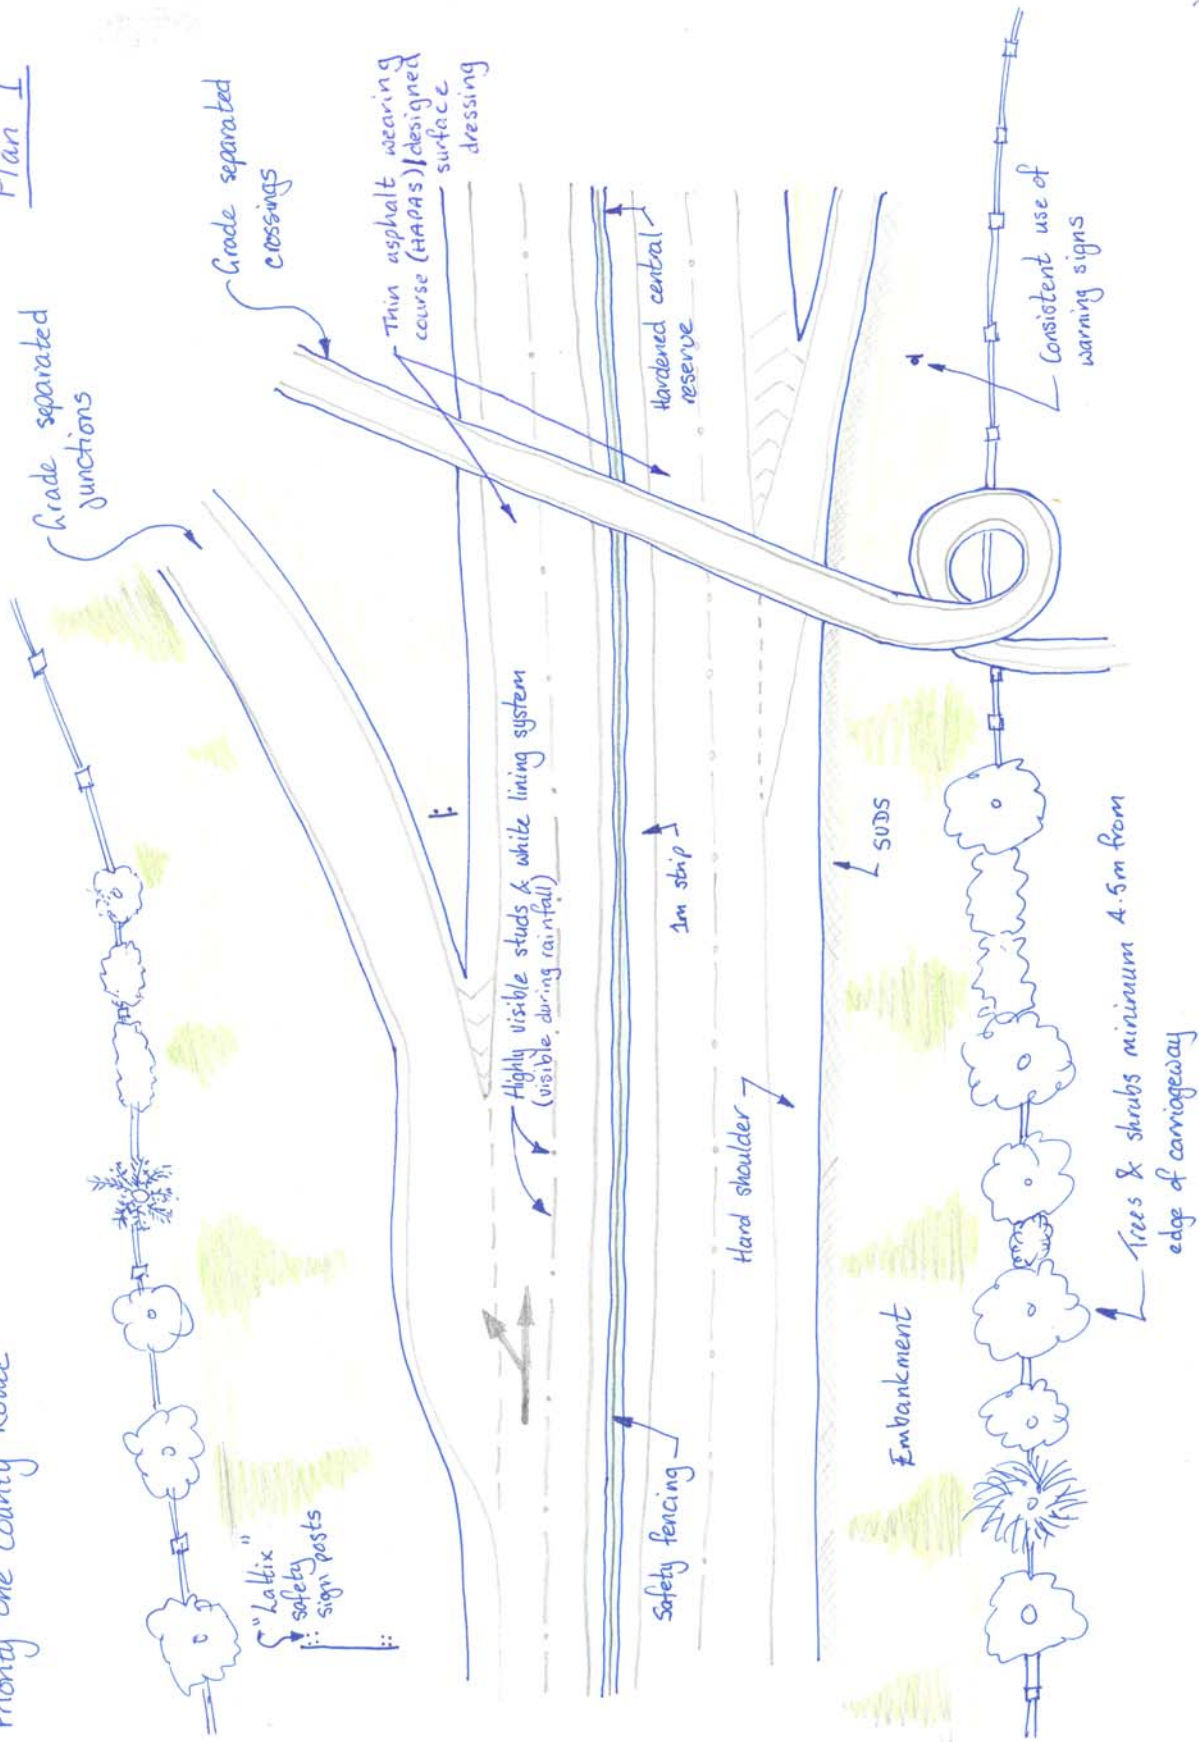 Priority One County Route
Plan 1
Grade separated
junctions
Grade separated
crossings
Thin asphalt wearing
course (HAPAS)/designed
surface
dressing
"Lattix"
safety
sign posts
Highly visible studs & white lining system
(visible during rainfall)
Hardened central
reserve
1m strip
Safety fencing
Hard shoulder
SUDS
Embankment
Consistent use of
warning signs
Trees & shrubs minimum 4.5m from
edge of carriageway